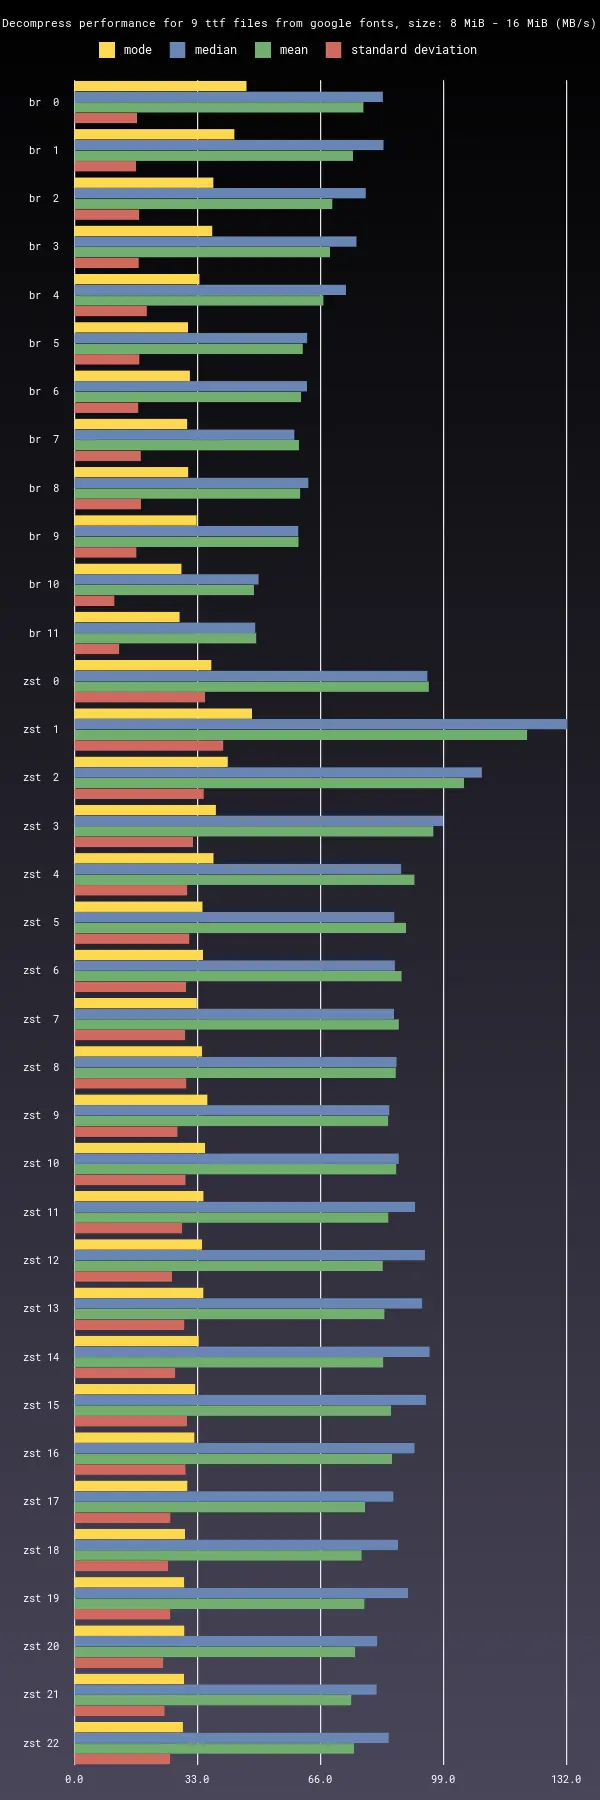 Decompress performance for 9 ttf files from google fonts, size: 8 MiB - 16 MiB (MB/s)
mode median mean standard deviation
br 0
br 1
br 2
br 3
br 4
br 5
br 6
br 7
br 8
br 9
br 10
br 11
zst 0
zst 1
zst 2
zst 3
zst 4
zst 5
zst 6
zst 7
zst 8
zst 9
zst 10
zst 11
zst 12
zst 13
zst 14
zst 15
zst 16
zst 17
zst 18
zst 19
zst 20
zst 21
zst 22
0.0 33.0 66.0 99.0 132.0